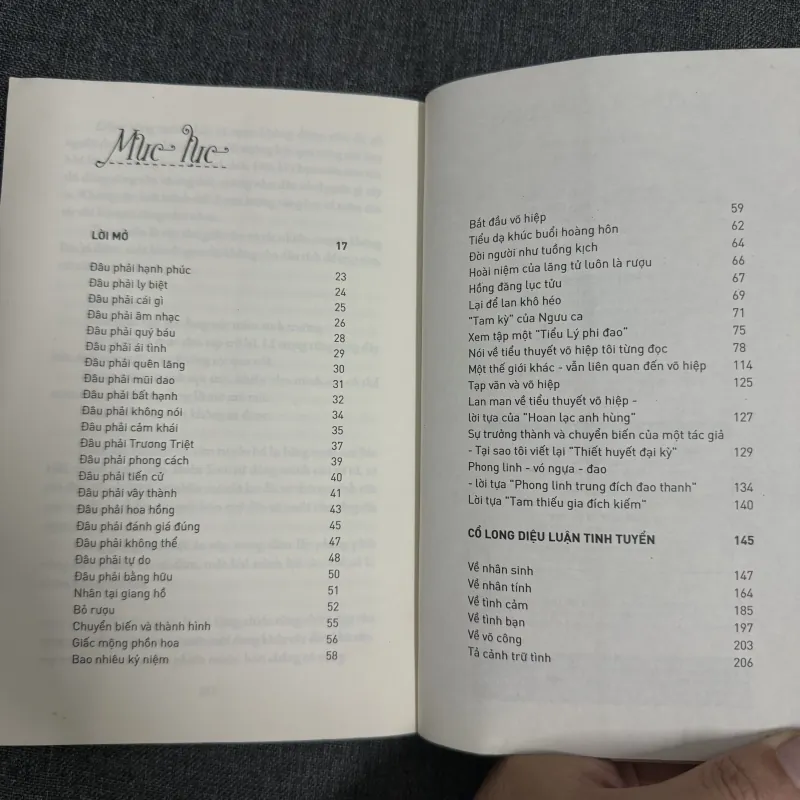 Mục lục
LỜI MỞ 17
Đâu phải hạnh phúc 23
Đâu phải ly biệt 24
Đâu phải cái gì 25
Đâu phải âm nhạc 26
Đâu phải quý báu 28
Đâu phải ái tình 29
Đâu phải quên lãng 30
Đâu phải mũi dao 31
Đâu phải bất hạnh 32
Đâu phải không nói 34
Đâu phải cảm khái 35
Đâu phải Trương Triệt 37
Đâu phải phong cách 39
Đâu phải tiến cử 40
Đâu phải vây thành 41
Đâu phải hoa hồng 43
Đâu phải đánh giá đúng 45
Đâu phải không thể 47
Đâu phải tự do 48
Đâu phải bằng hữu 50
Nhân tại giang hồ 51
Bỏ rượu 52
Chuyển biến và thành hình 55
Giấc mộng phồn hoa 56
Bao nhiêu kỷ niệm 58
Bắt đầu võ hiệp 59
Tiểu dạ khúc buổi hoàng hôn 62
Đời người như tuồng kịch 64
Hoài niệm của lãng tử luôn là rượu 66
Hồng đăng lục tửu 67
Lại để lan khô héo 69
"Tam kỳ" của Ngưu ca 71
Xem tập một "Tiểu Lý phi đao" 75
Nói về tiểu thuyết võ hiệp tôi từng đọc 78
Một thế giới khác - vẫn liên quan đến võ hiệp 114
Tạp văn và võ hiệp 125
Lan man về tiểu thuyết võ hiệp -
lời tựa của "Hoan lạc anh hùng" 127
Sự trưởng thành và chuyển biến của một tác giả
- Tại sao tôi viết lại "Thiết huyết đại kỳ" 129
Phong linh - vó ngựa - đao
- lời tựa "Phong linh trung đích đao thanh" 134
Lời tựa "Tam thiếu gia đích kiếm" 140
CỔ LONG DIỆU LUẬN TINH TUYỂN 145
Về nhân sinh 147
Về nhân tính 164
Về tình cảm 185
Về tình bạn 197
Về võ công 203
Tả cảnh trữ tình 206